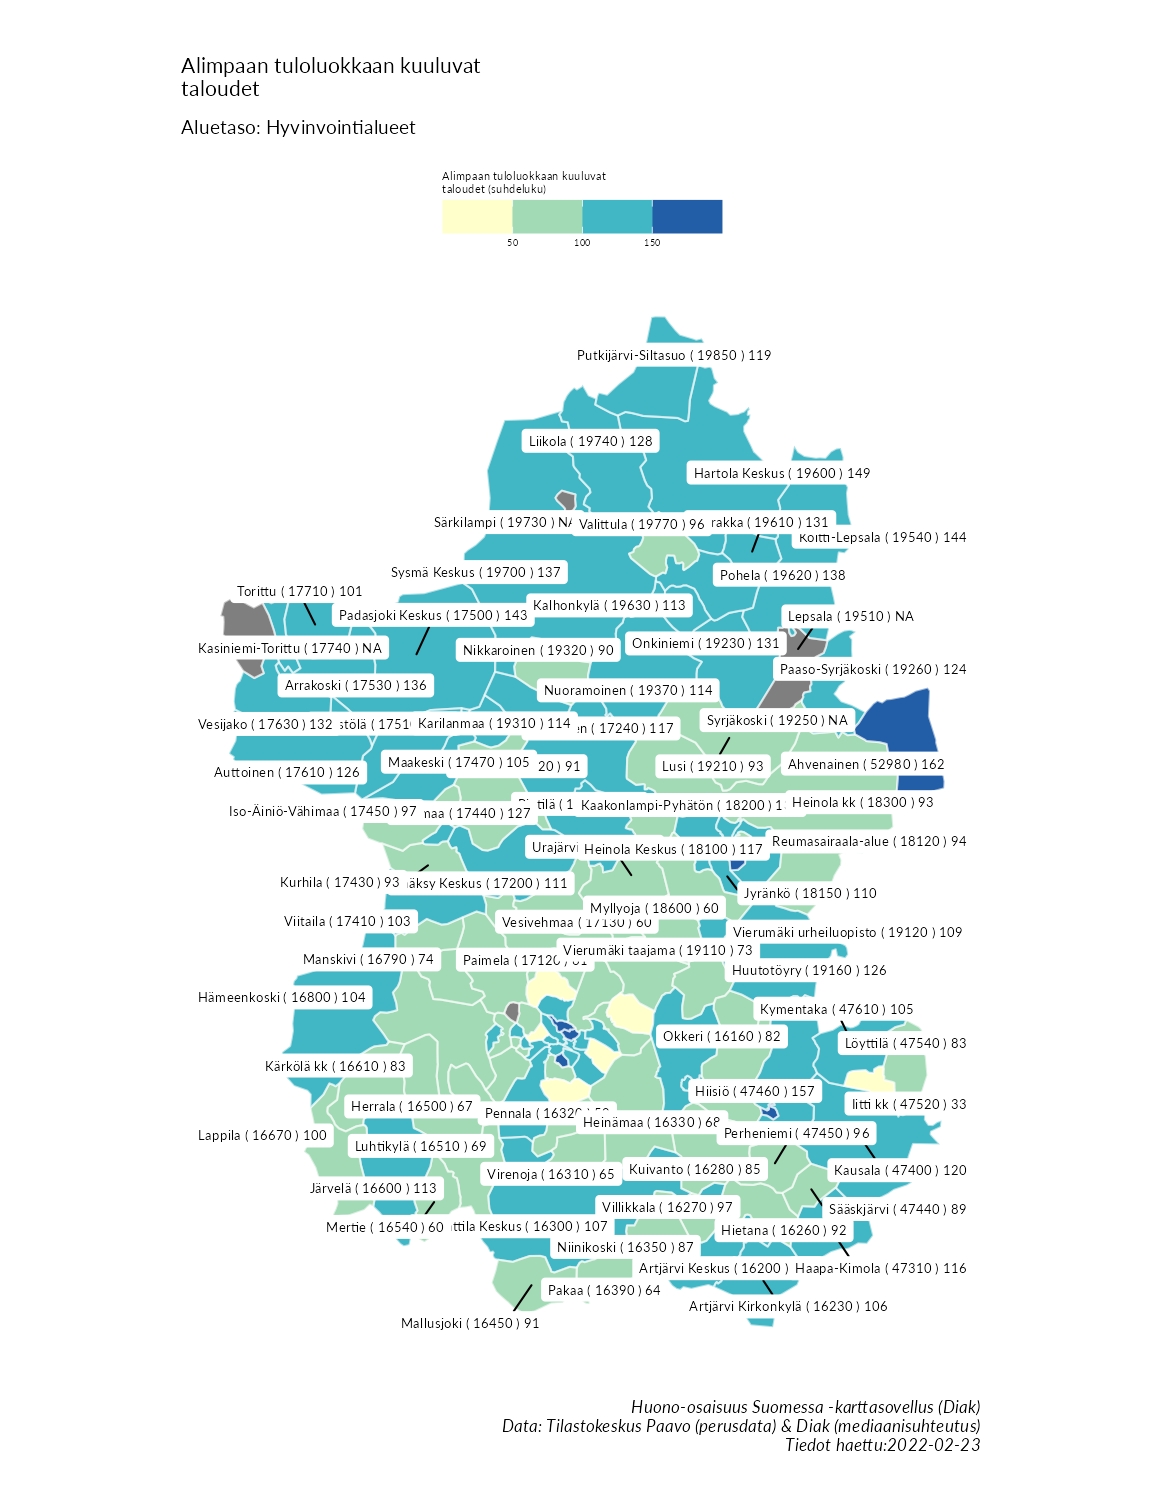 Alimpaan tuloluokkaan kuuluvat
taloudet
Aluetaso: Hyvinvointialueet
Alimpaan tuloluokkaan kuuluvat
taloudet (suhdeluku)
50 100 150
Putkijärvi-Siltasuo ( 19850 ) 119
Liikola ( 19740 ) 128
Hartola Keskus ( 19600 ) 149
Särkilampi ( 19730 ) NA
Valittula ( 19770 ) 96
( 19610 ) 131
Koitti-Lepsala ( 19540 ) 144
Sysmä Keskus ( 19700 ) 137
Pohela ( 19620 ) 138
Torittu ( 17710 ) 101
Kalhonkylä ( 19630 ) 113
Padasjoki Keskus ( 17500 ) 143
Lepsala ( 19510 ) NA
Kasiniemi-Torittu ( 17740 ) NA
Nikkaroinen ( 19320 ) 90
Onkiniemi ( 19230 ) 131
Paaso-Syrjäkoski ( 19260 ) 124
Arrakoski ( 17530 ) 136
Nuoramoinen ( 19370 ) 114
Vesijako ( 17630 ) 132
Karilanmaa ( 19310 ) 114
( 17240 ) 117
Syrjäkoski ( 19250 ) NA
Auttoinen ( 17610 ) 126
Maakeski ( 17470 ) 105
91
Lusi ( 19210 ) 93
Ahvenainen ( 52980 ) 162
Iso-Äiniö-Vähimaa ( 17450 ) 97
( 17440 ) 127
Kaakonlampi-Pyhätön ( 18200 )
Heinola kk ( 18300 ) 93
Urajärvi
Heinola Keskus ( 18100 ) 117
Reumasairaala-alue ( 18120 ) 94
Kurhila ( 17430 ) 93
Keskus ( 17200 ) 111
Jyränkö ( 18150 ) 110
Viitaila ( 17410 ) 103
Myllyoja ( 18600 ) 60
Vesivehmaa ( 17130 ) 60
Vierumäki urheiluopisto ( 19120 ) 109
Manskivi ( 16790 ) 74
Paimela ( 17120
Vierumäki taajama ( 19110 ) 73
Huutotöyry ( 19160 ) 126
Hämeenkoski ( 16800 ) 104
Kymentaka ( 47610 ) 105
Okkeri ( 16160 ) 82
Löyttilä ( 47540 ) 83
Kärkölä kk ( 16610 ) 83
Hiisiö ( 47460 ) 157
Iitti kk ( 47520 ) 33
Herrala ( 16500 ) 67
Pennala ( 16320
Heinämaa ( 16330 ) 68
Perheniemi ( 47450 ) 96
Lappila ( 16670 ) 100
Luhtikylä ( 16510 ) 69
Virenoja ( 16310 ) 65
Kuivanto ( 16280 ) 85
Kausala ( 47400 ) 120
Järvelä ( 16600 ) 113
Villikkala ( 16270 ) 97
Sääskjärvi ( 47440 ) 89
Mertie ( 16540 ) 60
Keskus ( 16300 ) 107
Hietana ( 16260 ) 92
Niinikoski ( 16350 ) 87
Artjärvi Keskus ( 16200 )
Haapa-Kimola ( 47310 ) 116
Pakaa ( 16390 ) 64
Artjärvi Kirkonkylä ( 16230 ) 106
Mallusjoki ( 16450 ) 91
Huono-osaisuus Suomessa -karttasovellus (Diak)
Data: Tilastokeskus Paavo (perusdata) & Diak (mediaanisuhteutus)
Tiedot haettu:2022-02-23